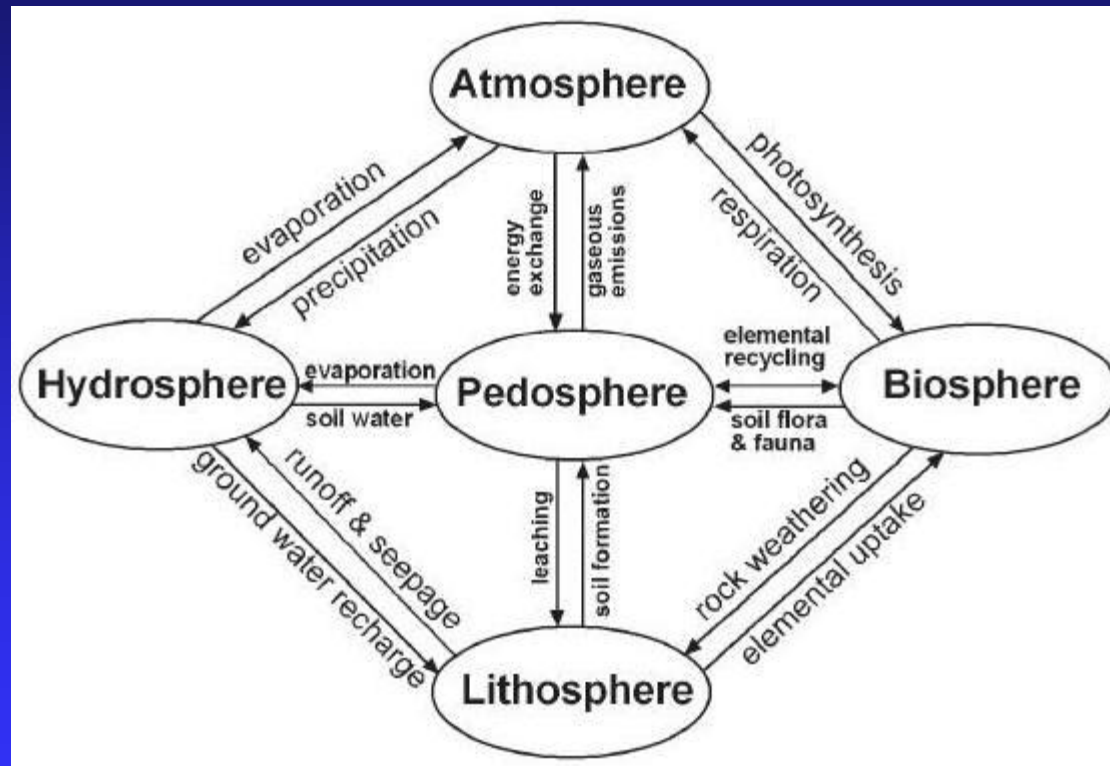 Atmosphere
evaporation
precipitation
energy
exchange
gaseous
emissions
photosynthesis
respiration
Hydrosphere
evaporation
soil water
Pedosphere
elemental
recycling
soil flora
& fauna
Biosphere
runoff & seepage
ground water recharge
leaching
soil formation
rock weathering
elemental uptake
Lithosphere